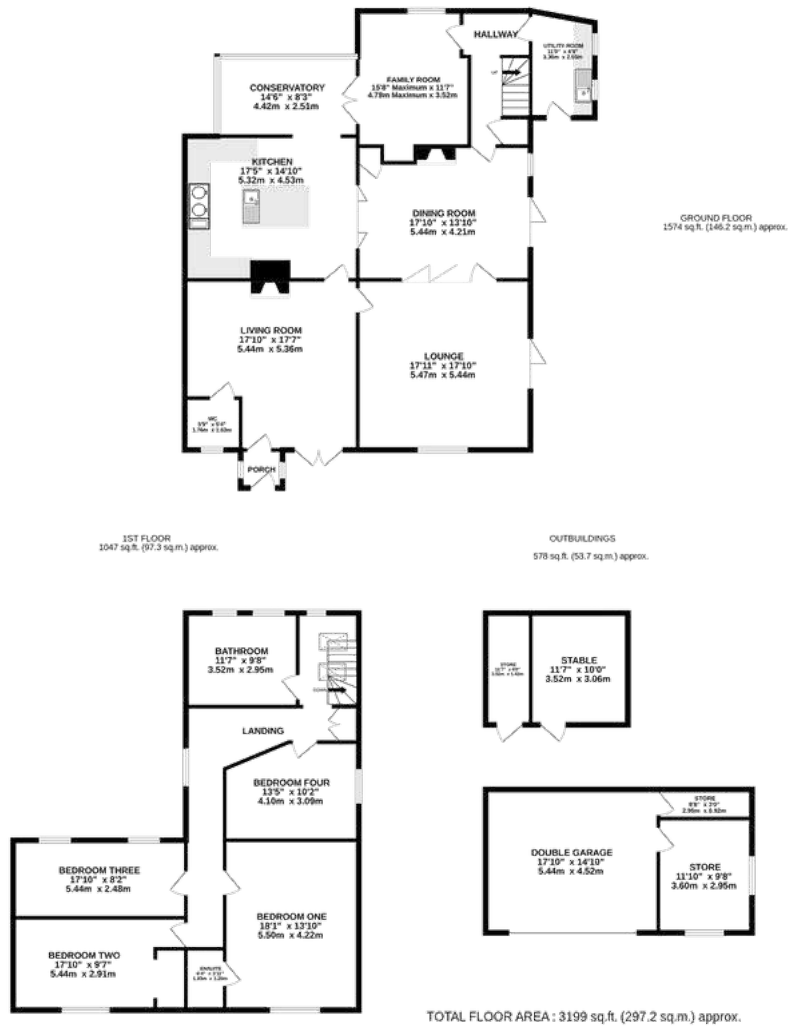 HALLWAY
UTILITY ROOM
UP
FAMILY ROOM
15'8" Maximum x 11'7"
4.78m Maximum x 3.52m
CONSERVATORY
14'6" x 8'3"
4.42m x 2.51m
KITCHEN
17'5" x 14'10"
5.32m x 4.53m
DINING ROOM
17'10" x 13'10"
5.44m x 4.21m
GROUND FLOOR
1574 sq.ft. (146.2 sq.m.) approx.
LIVING ROOM
17'10" x 17'7"
5.44m x 5.36m
LOUNGE
17'11" x 17'10"
5.47m x 5.44m
WC
PORCH
1ST FLOOR
1047 sq.ft. (97.3 sq.m.) approx.
OUTBUILDINGS
578 sq.ft. (53.7 sq.m.) approx.
BATHROOM
11'7" x 9'8"
3.52m x 2.95m
DOWN
LANDING
BEDROOM FOUR
13'5" x 10'2"
4.10m x 3.09m
BEDROOM THREE
17'10" x 8'2"
5.44m x 2.48m
BEDROOM ONE
18'1" x 13'10"
5.50m x 4.22m
BEDROOM TWO
17'10" x 9'7"
5.44m x 2.91m
ENSUITE
STORE
STABLE
11'7" x 10'0"
3.52m x 3.06m
STORE
DOUBLE GARAGE
17'10" x 14'10"
5.44m x 4.52m
STORE
11'10" x 9'8"
3.60m x 2.95m
TOTAL FLOOR AREA : 3199 sq.ft. (297.2 sq.m.) approx.